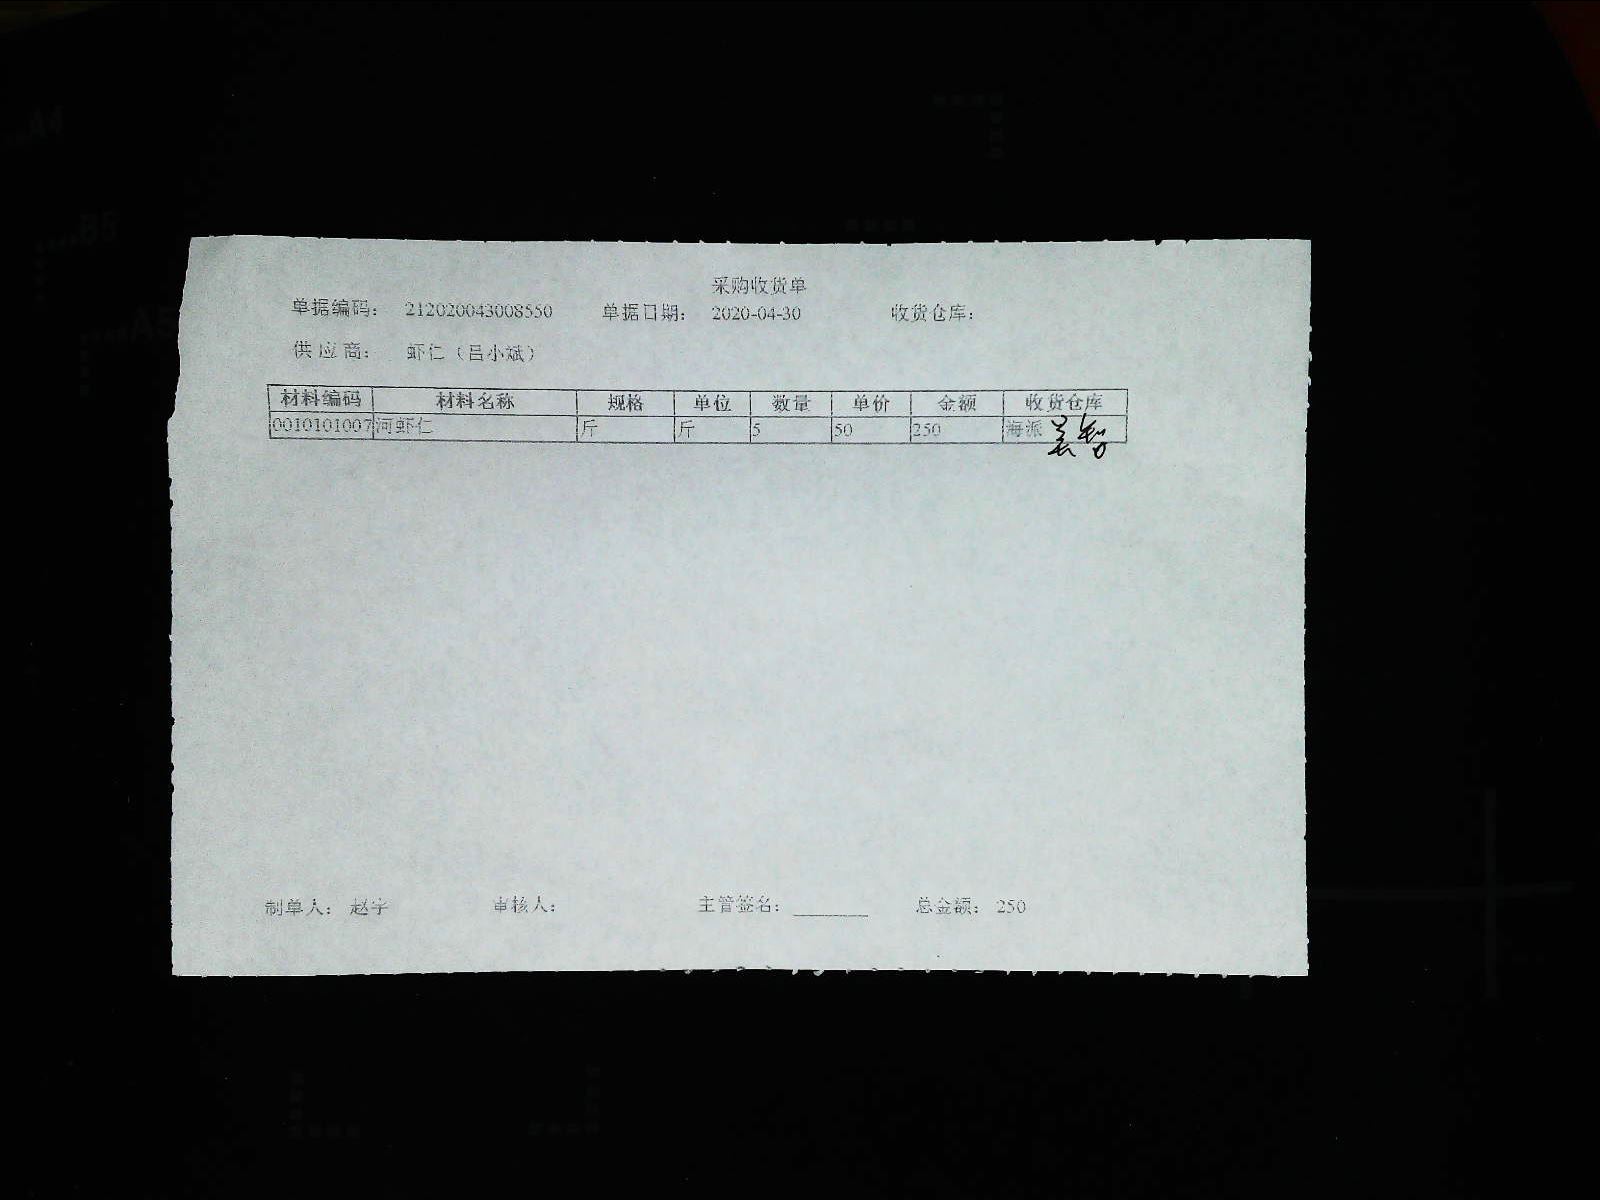 采购收货单
单据编码: 212020043008550 单据日期: 2020-04-30 收货仓库:
供应商: 虾仁（吕小斌）
材料编码 材料名称 规格 单位 数量 单价 金额 收货仓库
0010101007 河虾仁 斤 斤 5 50 250 海派
制单人: 赵宇 审核人: 主管签名: 总金额: 250